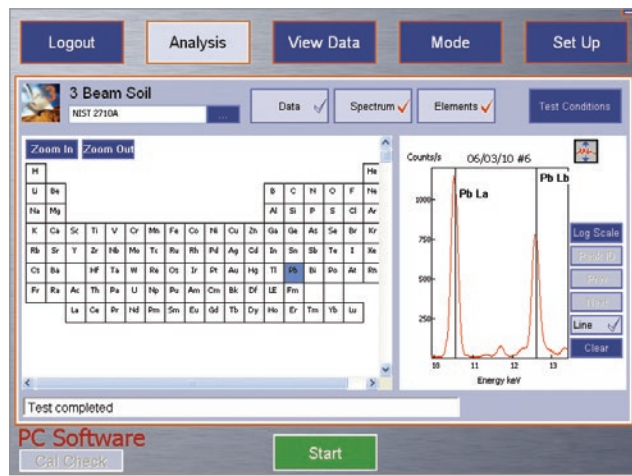 Logout Analysis View Data Mode Set Up
3 Beam Soil
NIST 2710A ... Data Spectrum Elements Test Conditions
Zoom In Zoom Out
H He
Li Be B C N O F Ne
Na Mg Al Si P S Cl Ar
K Ca Sc Ti V Cr Mn Fe Co Ni Cu Zn Ga Ge As Se Br Kr
Rb Sr Y Zr Nb Mo Tc Ru Rh Pd Ag Cd In Sn Sb Te I Xe
Cs Ba Hf Ta W Re Os Ir Pt Au Hg Tl Pb Bi Po At Rn
Fr Ra Ac Th Pa U Np Pu Am Cm Bk Df LE Fm
La Ce Pr Nd Pm Sm Eu Gd Tb Dy Ho Er Tm Yb Lu
Counts/s 06/03/10 #6
Pb La Pb Lb
1000-
750-
500-
250-
10 11 12 13
Energy keV
Log Scale
Peak ID
Prev
Next
Line
Clear
Test completed
PC Software
Cal Check
Start